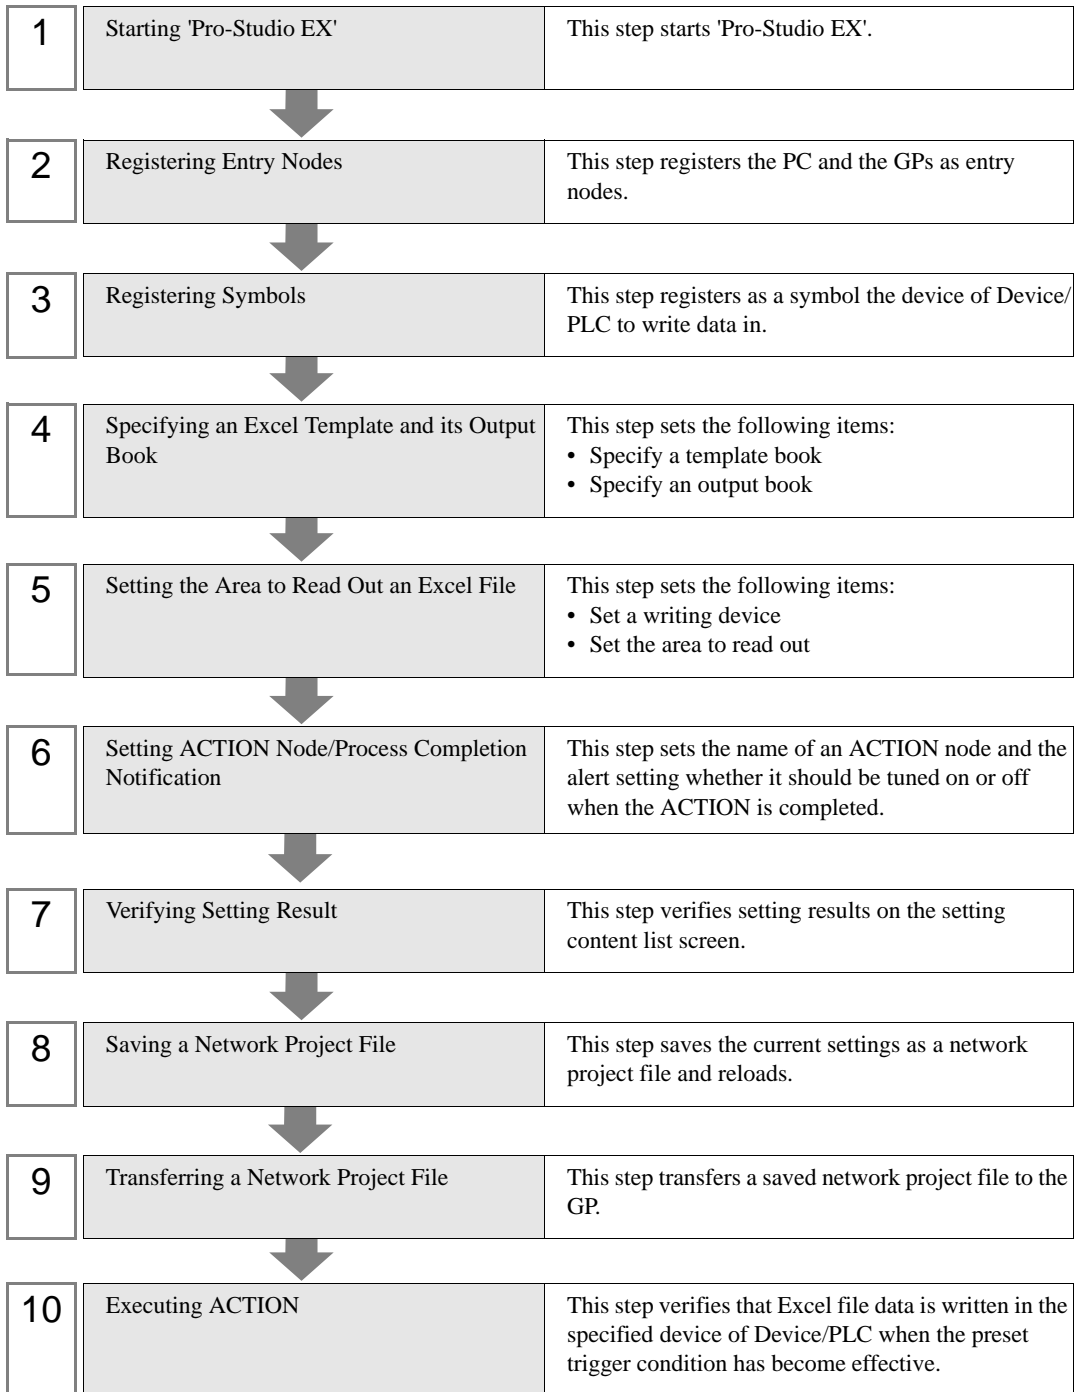 1
Starting 'Pro-Studio EX'
This step starts 'Pro-Studio EX'.
2
Registering Entry Nodes
This step registers the PC and the GPs as entry
nodes.
3
Registering Symbols
This step registers as a symbol the device of Device/
PLC to write data in.
4
Specifying an Excel Template and its Output
Book
This step sets the following items:
• Specify a template book
• Specify an output book
5
Setting the Area to Read Out an Excel File
This step sets the following items:
• Set a writing device
• Set the area to read out
6
Setting ACTION Node/Process Completion
Notification
This step sets the name of an ACTION node and the
alert setting whether it should be tuned on or off
when the ACTION is completed.
7
Verifying Setting Result
This step verifies setting results on the setting
content list screen.
8
Saving a Network Project File
This step saves the current settings as a network
project file and reloads.
9
Transferring a Network Project File
This step transfers a saved network project file to the
GP.
10
Executing ACTION
This step verifies that Excel file data is written in the
specified device of Device/PLC when the preset
trigger condition has become effective.